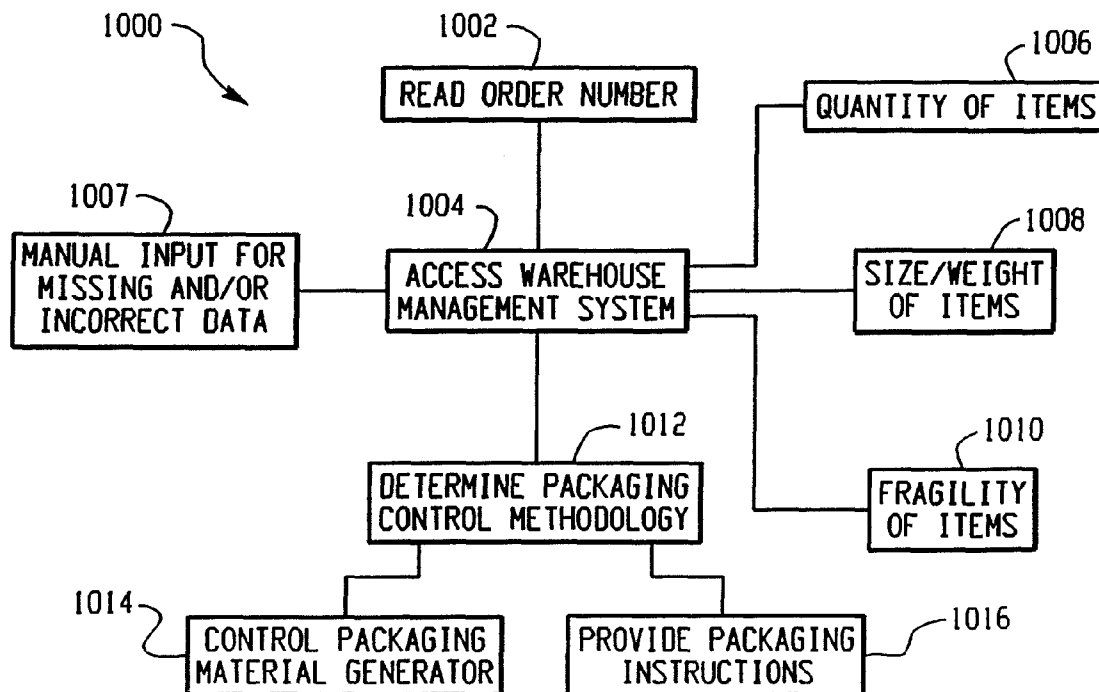 1000
1002
READ ORDER NUMBER
1006
QUANTITY OF ITEMS
1007
MANUAL INPUT FOR
MISSING AND/OR
INCORRECT DATA
1004
ACCESS WAREHOUSE
MANAGEMENT SYSTEM
1008
SIZE/WEIGHT
OF ITEMS
1012
DETERMINE PACKAGING
CONTROL METHODOLOGY
1010
FRAGILITY
OF ITEMS
1014
CONTROL PACKAGING
MATERIAL GENERATOR
PROVIDE PACKAGING
INSTRUCTIONS
1016